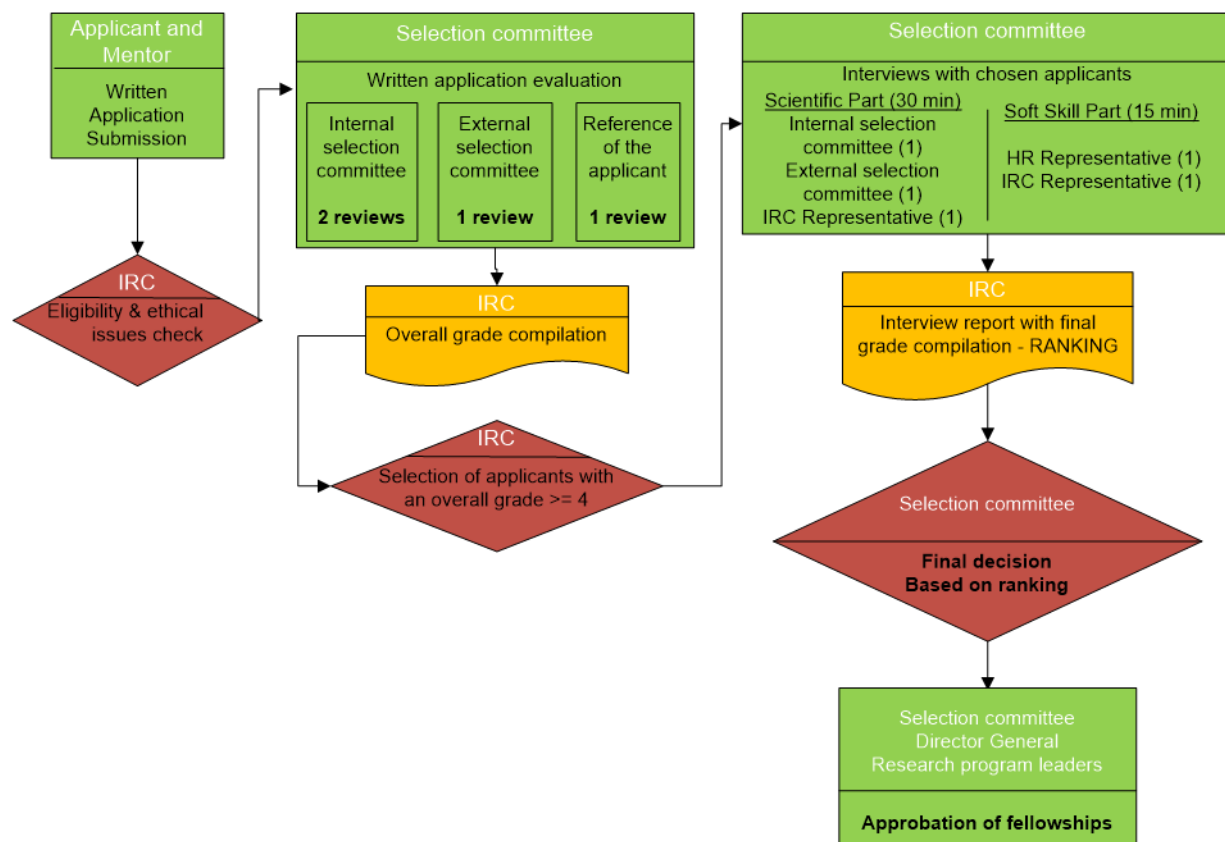 Applicant and
Mentor
Written
Application
Submission
IRC
Eligibility & ethical
issues check
Selection committee
Written application evaluation
Internal
selection
committee
2 reviews
External
selection
committee
1 review
Reference
of the
applicant
1 review
IRC
Overall grade compilation
IRC
Selection of applicants with
an overall grade >= 4
Selection committee
Interviews with chosen applicants
Scientific Part (30 min)
Internal selection
committee (1)
External selection
committee (1)
IRC Representative (1)
Soft Skill Part (15 min)
HR Representative (1)
IRC Representative (1)
IRC
Interview report with final
grade compilation - RANKING
Selection committee
Final decision
Based on ranking
Selection committee
Director General
Research program leaders
Approbation of fellowships